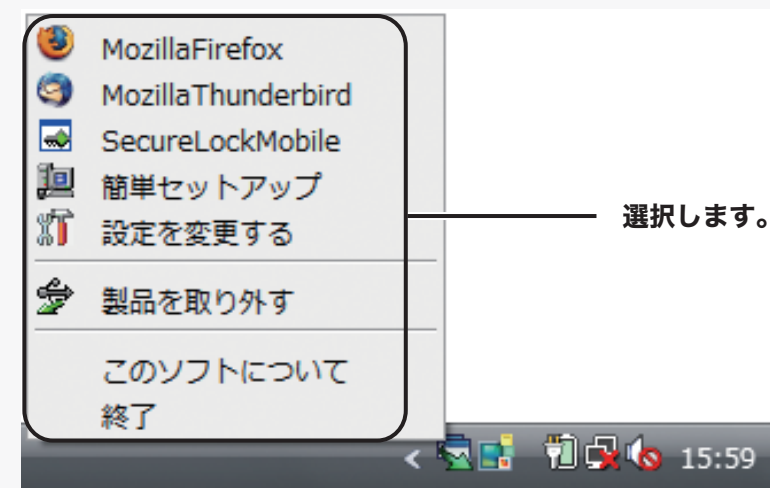 MozillaFirefox
MozillaThunderbird
SecureLockMobile
簡単セットアップ
設定を変更する
選択します。
製品を取り外す
このソフトについて
終了
15:59